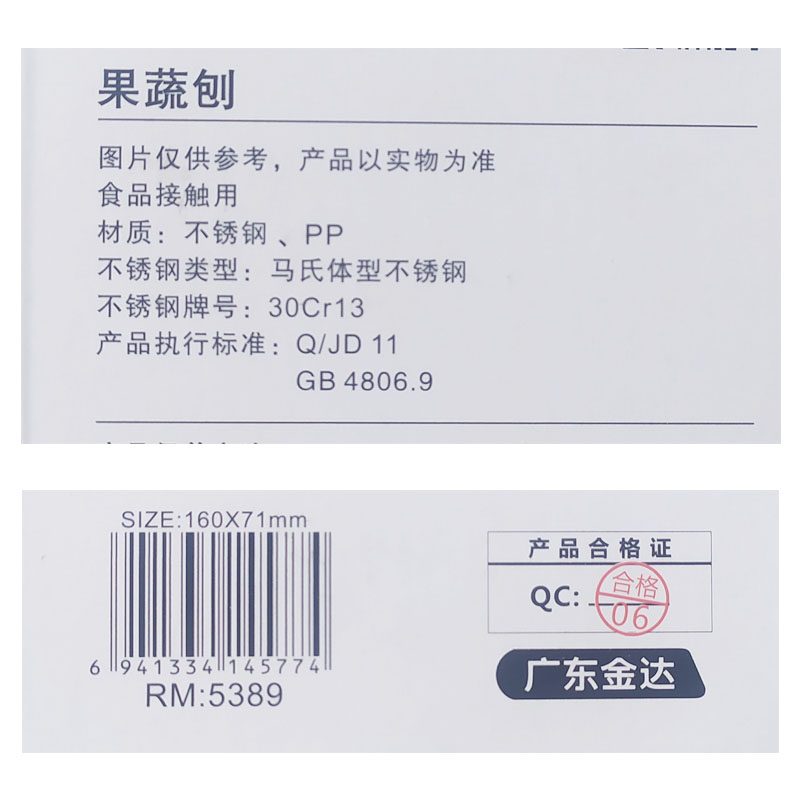 果蔬刨
图片仅供参考，产品以实物为准
食品接触用
材质：不锈钢 、PP
不锈钢类型：马氏体型不锈钢
不锈钢牌号：30Cr13
产品执行标准：Q/JD 11
GB 4806.9
SIZE:160X71mm
6 941334 145774
RM:5389
产品合格证
QC:
合格
06
广东金达